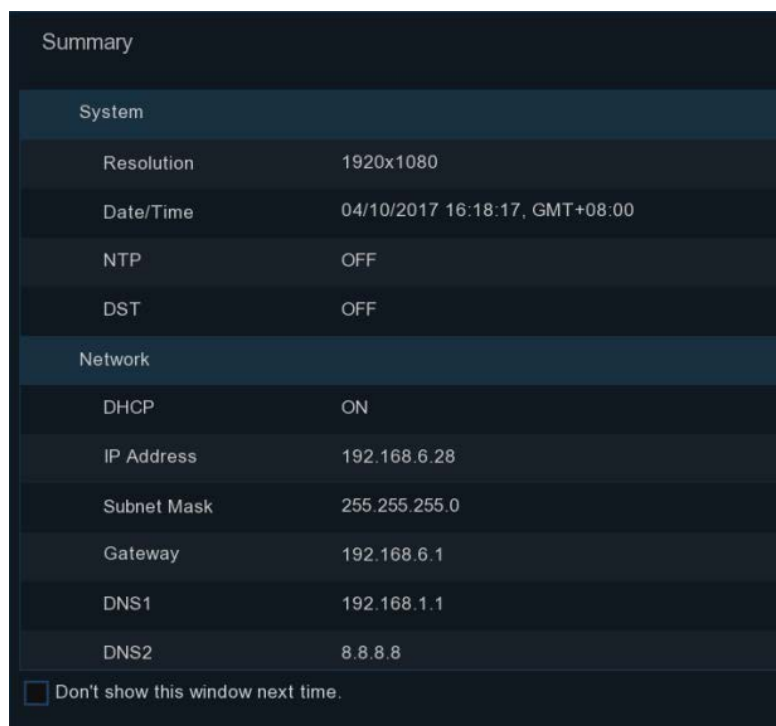 Summary
System
Resolution 1920x1080
Date/Time 04/10/2017 16:18:17, GMT+08:00
NTP OFF
DST OFF
Network
DHCP ON
IP Address 192.168.6.28
Subnet Mask 255.255.255.0
Gateway 192.168.6.1
DNS1 192.168.1.1
DNS2 8.8.8.8
Don't show this window next time.